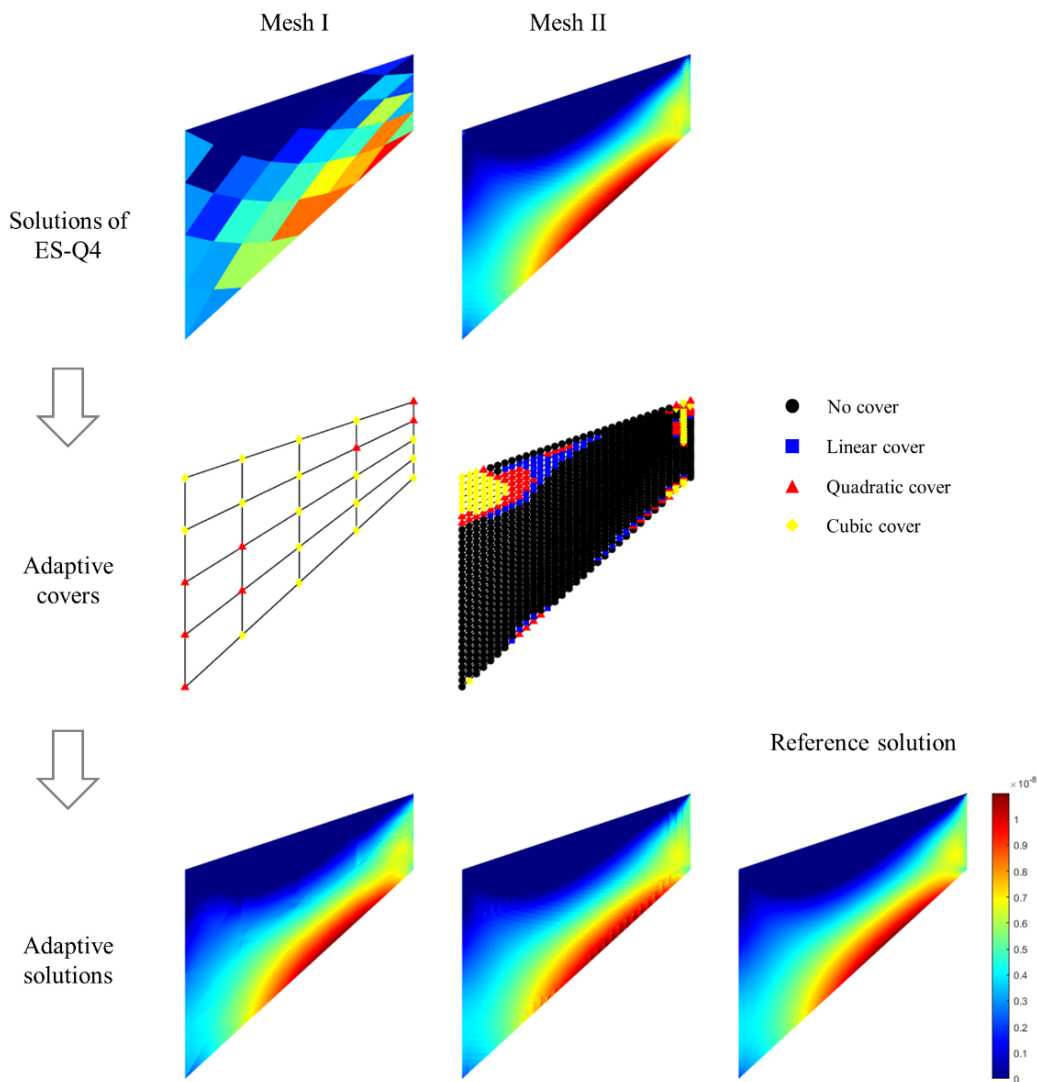 Mesh I
Mesh II
Solutions of
ES-Q4
No cover
Linear cover
Quadratic cover
Cubic cover
Adaptive
covers
Reference solution
×10⁻⁸
1
0.9
0.8
0.7
0.6
0.5
0.4
0.3
0.2
0.1
0
Adaptive
solutions